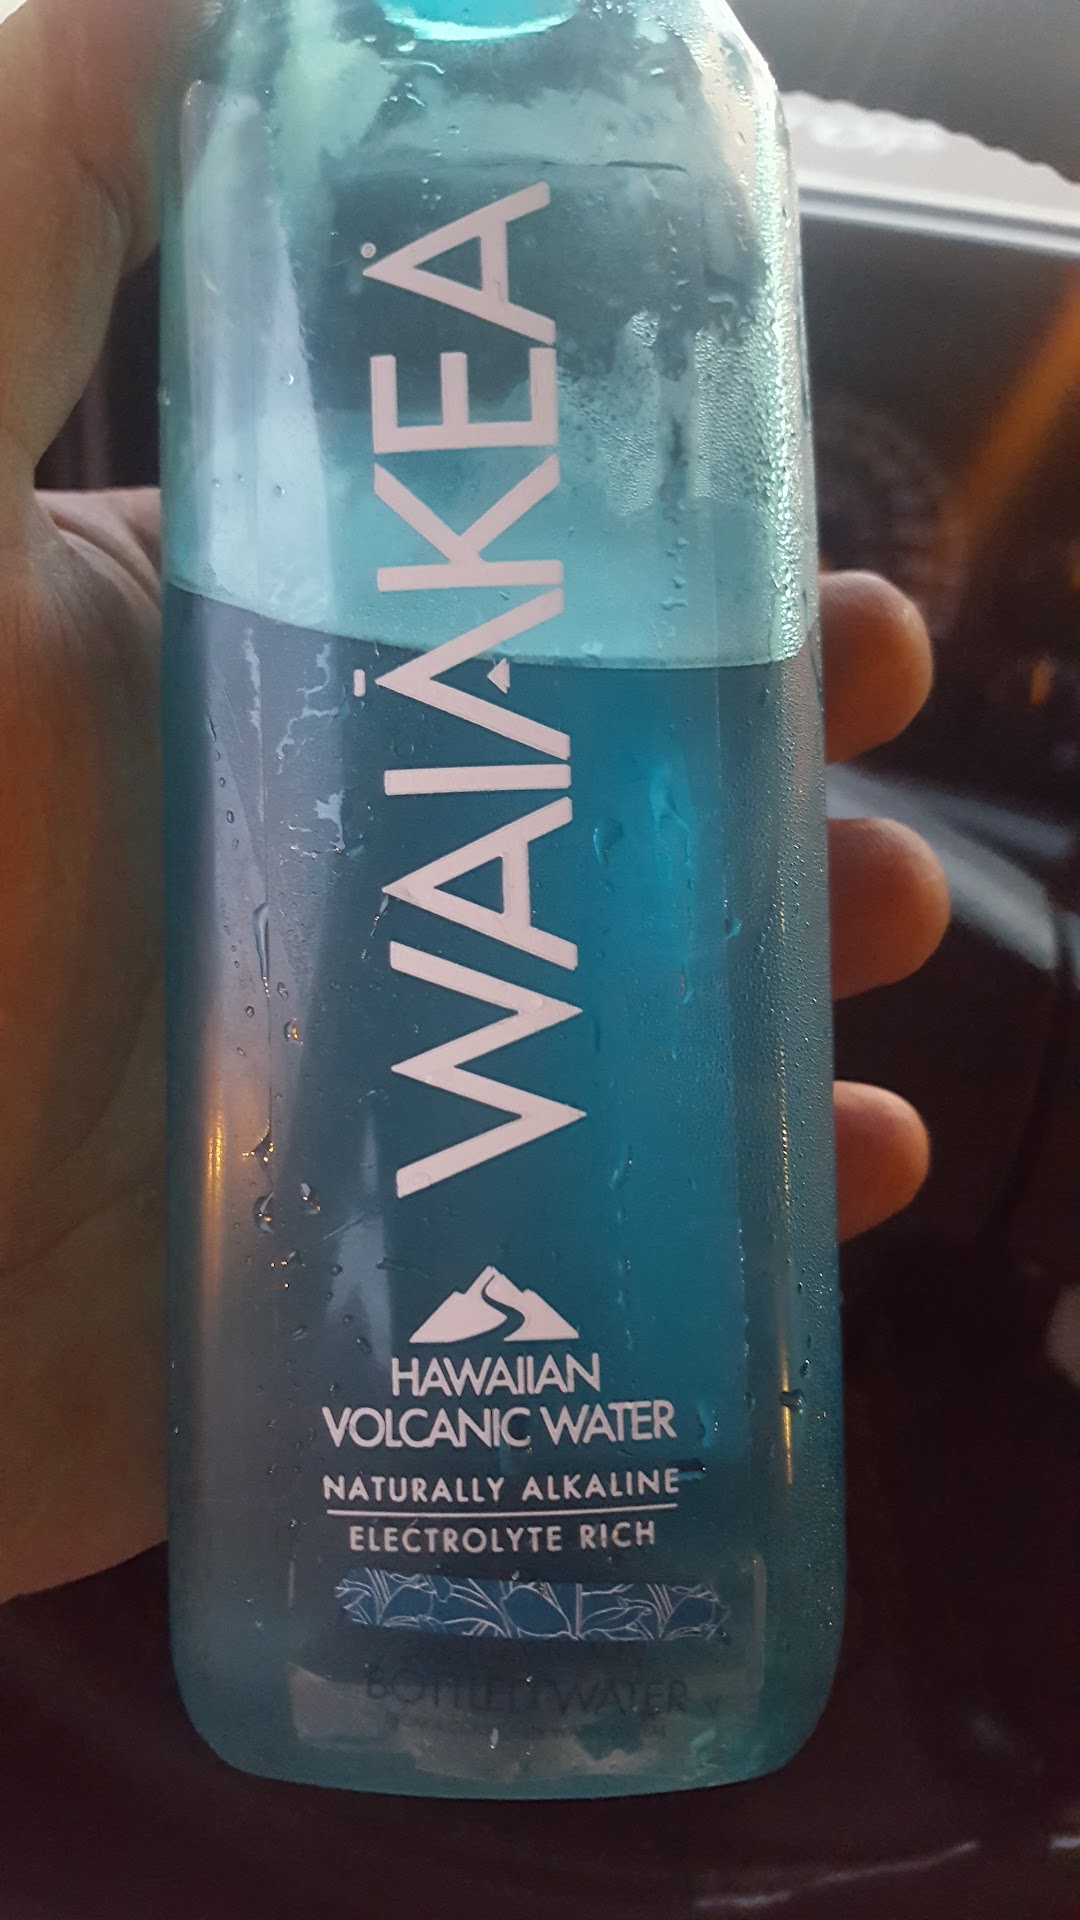 WAIĀKEA®
HAWAIIAN
VOLCANIC WATER
NATURALLY ALKALINE
ELECTROLYTE RICH
BOTTLED WATER